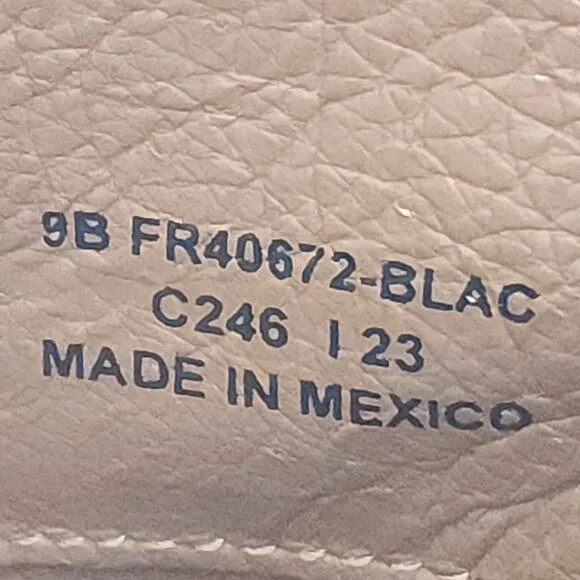 9B FR40672-BLAC
C246 I 23
MADE IN MEXICO